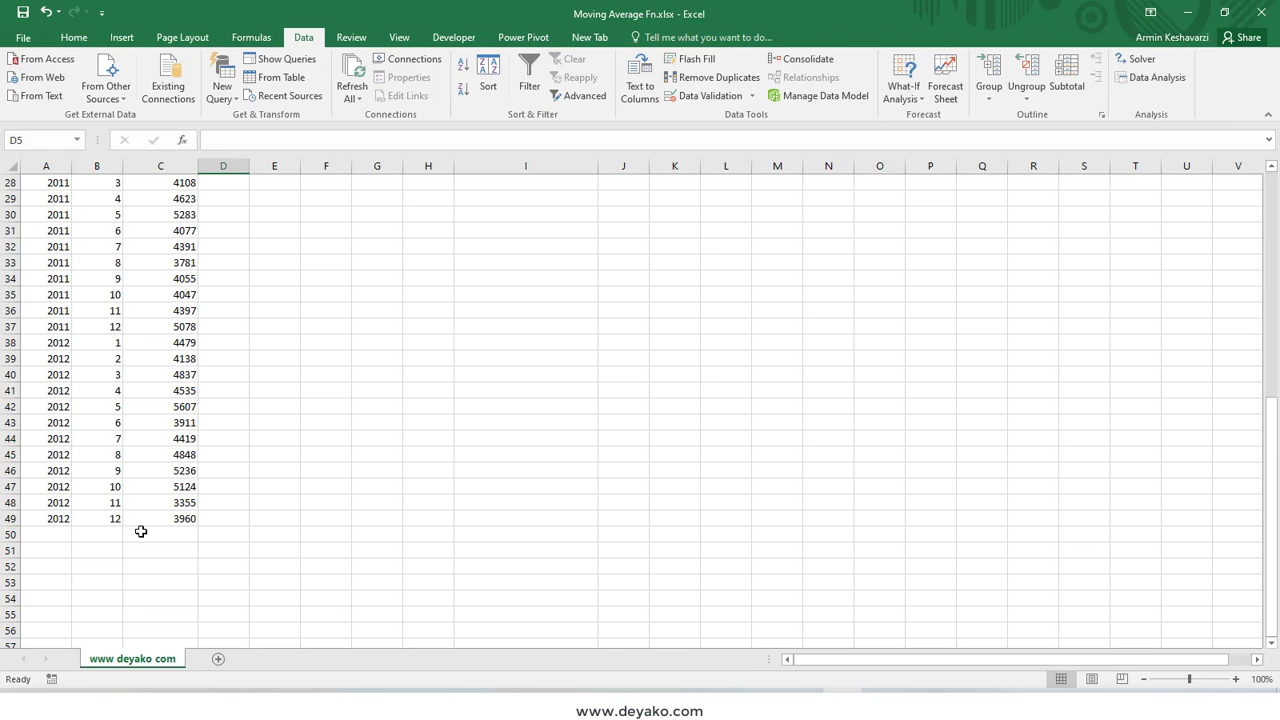 Moving Average Fn.xlsx - Excel
File Home Insert Page Layout Formulas Data Review View Developer Power Pivot New Tab Tell me what you want to do... Armin Keshavarzi Share
From Access
From Web
From Text
From Other Sources
Existing Connections
Get External Data
New Query
Show Queries
From Table
Recent Sources
Get & Transform
Refresh All
Connections
Properties
Edit Links
Connections
Sort
Filter
Clear
Reapply
Advanced
Sort & Filter
Text to Columns
Flash Fill
Remove Duplicates
Data Validation
Consolidate
Relationships
Manage Data Model
Data Tools
What-If Analysis
Forecast Sheet
Forecast
Group
Ungroup
Subtotal
Outline
Solver
Data Analysis
Analysis
D5 fx
A B C D E F G H I J K L M N O P Q R S T U V
28 2011 3 4108
29 2011 4 4623
30 2011 5 5283
31 2011 6 4077
32 2011 7 4391
33 2011 8 3781
34 2011 9 4055
35 2011 10 4047
36 2011 11 4397
37 2011 12 5078
38 2012 1 4479
39 2012 2 4138
40 2012 3 4837
41 2012 4 4535
42 2012 5 5607
43 2012 6 3911
44 2012 7 4419
45 2012 8 4848
46 2012 9 5236
47 2012 10 5124
48 2012 11 3355
49 2012 12 3960
50
51
52
53
54
55
56
57
www deyako com
Ready 100%
www.deyako.com